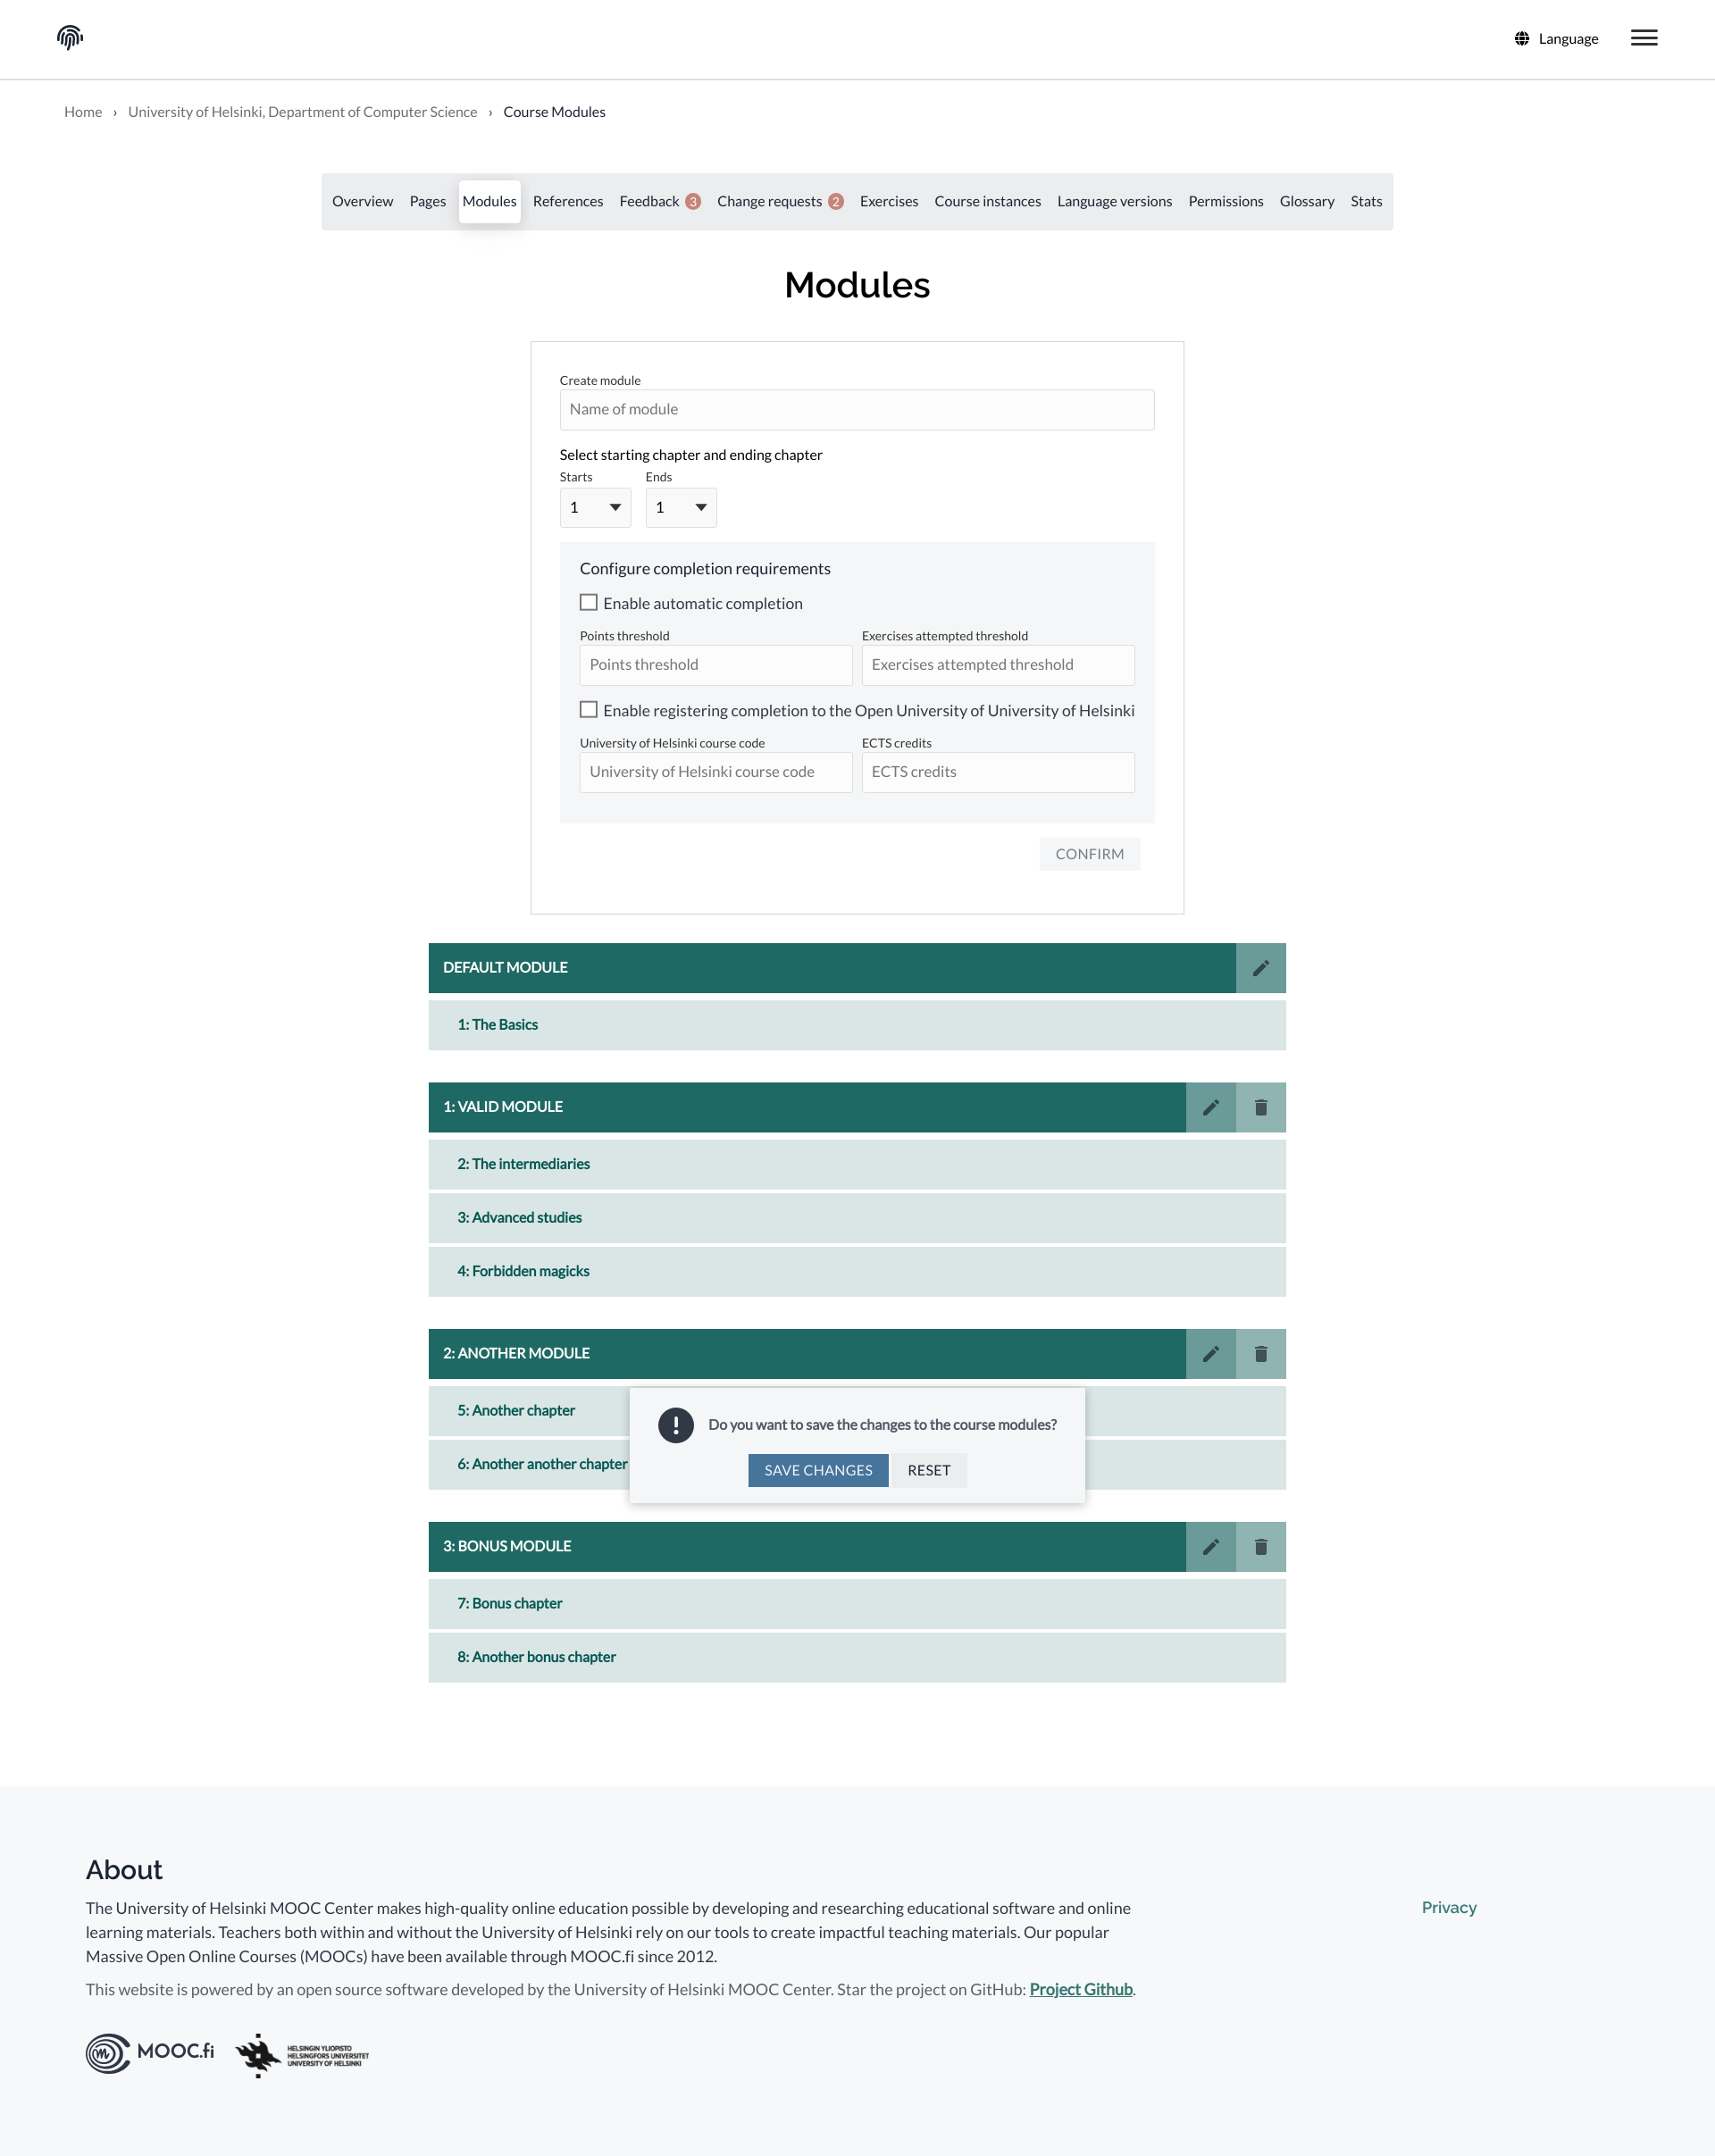 Language
Home › University of Helsinki, Department of Computer Science › Course Modules
Overview Pages Modules References Feedback 3 Change requests 2 Exercises Course instances Language versions Permissions Glossary Stats
Modules
Create module
Name of module
Select starting chapter and ending chapter
Starts Ends
1 1
Configure completion requirements
Enable automatic completion
Points threshold Exercises attempted threshold
Points threshold Exercises attempted threshold
Enable registering completion to the Open University of University of Helsinki
University of Helsinki course code ECTS credits
University of Helsinki course code ECTS credits
CONFIRM
DEFAULT MODULE
1: The Basics
1: VALID MODULE
2: The intermediaries
3: Advanced studies
4: Forbidden magicks
2: ANOTHER MODULE
5: Another chapter
6: Another another chapter
Do you want to save the changes to the course modules?
SAVE CHANGES RESET
3: BONUS MODULE
7: Bonus chapter
8: Another bonus chapter
About
The University of Helsinki MOOC Center makes high-quality online education possible by developing and researching educational software and online
learning materials. Teachers both within and without the University of Helsinki rely on our tools to create impactful teaching materials. Our popular
Massive Open Online Courses (MOOCs) have been available through MOOC.fi since 2012.
This website is powered by an open source software developed by the University of Helsinki MOOC Center. Star the project on GitHub: Project Github.
Privacy
MOOC.fi
HELSINGIN YLIOPISTO
HELSINGFORS UNIVERSITET
UNIVERSITY OF HELSINKI